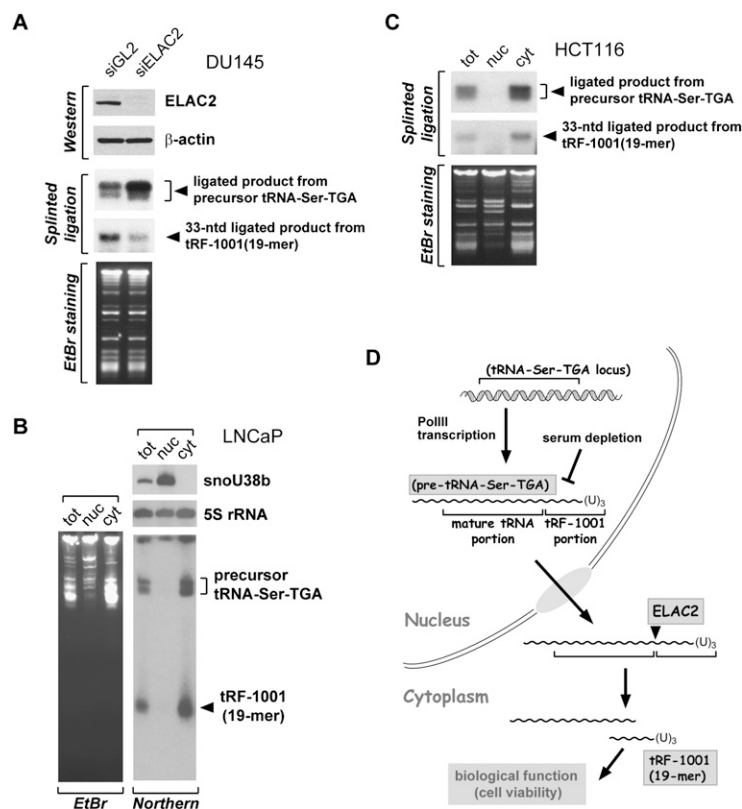 A
siGL2
siELAC2
DU145
Western
ELAC2
β-actin
Splinted
ligation
ligated product from
precursor tRNA-Ser-TGA
33-ntd ligated product from
tRF-1001(19-mer)
EtBr staining
B
LNCaP
tot
nuc
cyt
snoU38b
5S rRNA
tot
nuc
cyt
precursor
tRNA-Ser-TGA
tRF-1001
(19-mer)
EtBr
Northern
C
HCT116
tot
nuc
cyt
Splinted
ligation
ligated product from
precursor tRNA-Ser-TGA
33-ntd ligated product from
tRF-1001(19-mer)
EtBr staining
D
(tRNA-Ser-TGA locus)
PolIII
transcription
serum depletion
(pre-tRNA-Ser-TGA)
(U)3
mature tRNA
portion
tRF-1001
portion
Nucleus
ELAC2
(U)3
Cytoplasm
(U)3
tRF-1001
(19-mer)
biological function
(cell viability)